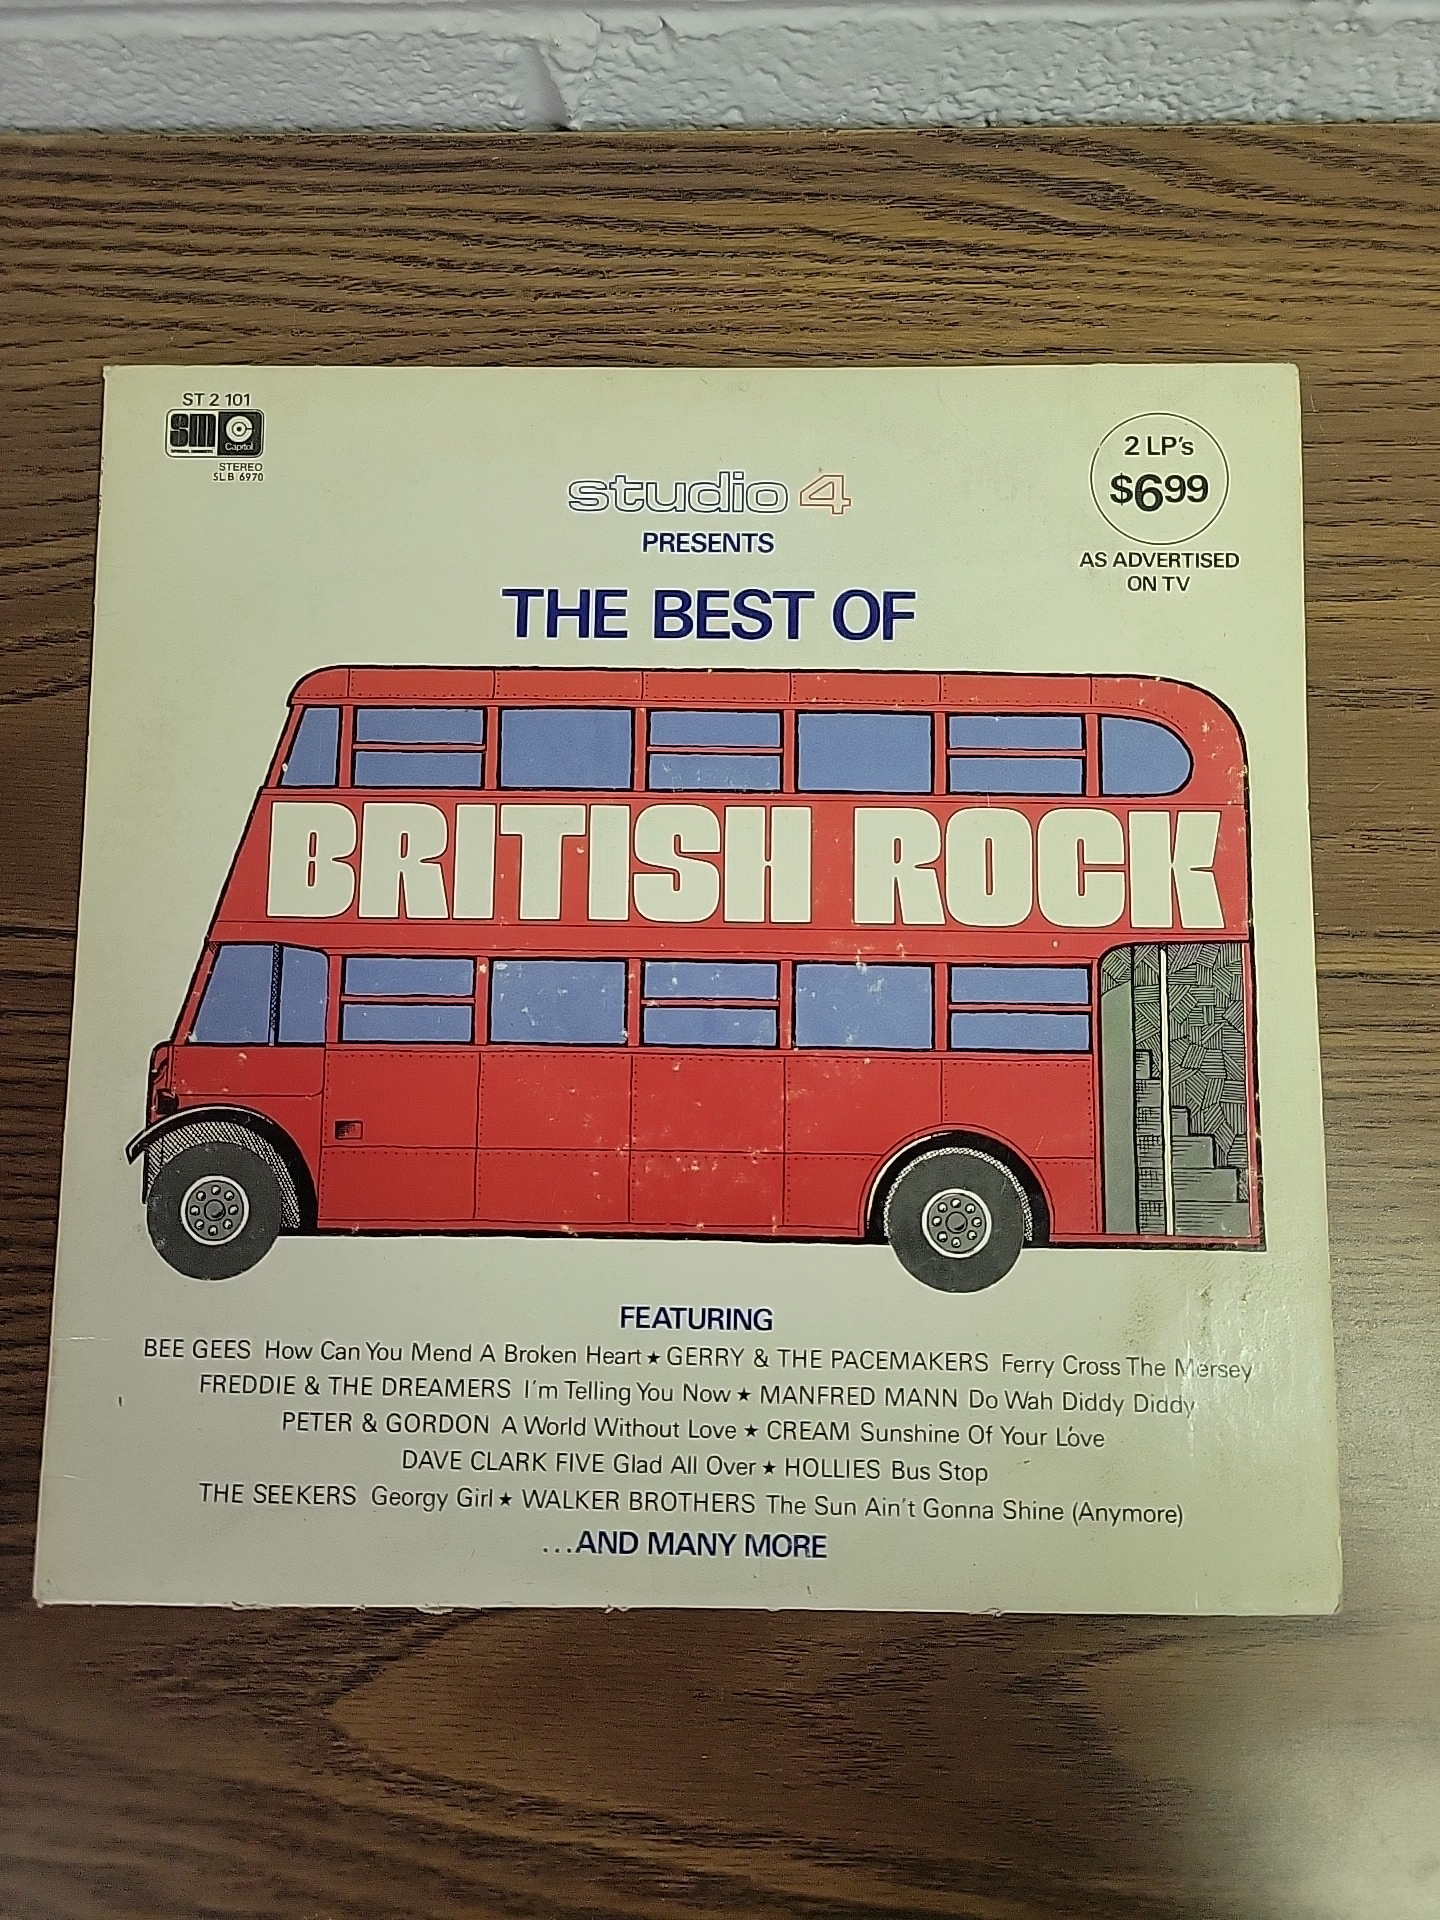 ST 2 101
SM
Capitol
STEREO
SLB 6970
2 LP's
$6.99
AS ADVERTISED
ON TV
studio 4
PRESENTS
THE BEST OF
BRITISH ROCK
FEATURING
BEE GEES How Can You Mend A Broken Heart ★ GERRY & THE PACEMAKERS Ferry Cross The Mersey
FREDDIE & THE DREAMERS I'm Telling You Now ★ MANFRED MANN Do Wah Diddy Diddy
PETER & GORDON A World Without Love ★ CREAM Sunshine Of Your Love
DAVE CLARK FIVE Glad All Over ★ HOLLIES Bus Stop
THE SEEKERS Georgy Girl ★ WALKER BROTHERS The Sun Ain't Gonna Shine (Anymore)
...AND MANY MORE